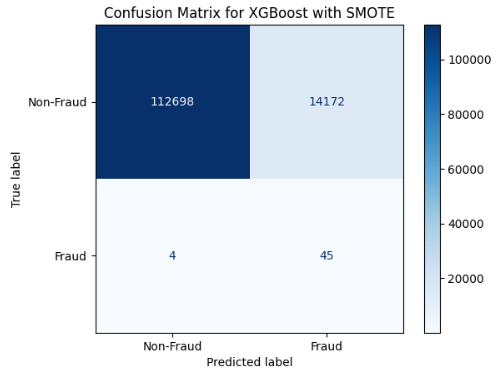 Confusion Matrix for XGBoost with SMOTE
True label
Non-Fraud
112698
14172
Fraud
4
45
Non-Fraud
Fraud
Predicted label
100000
80000
60000
40000
20000